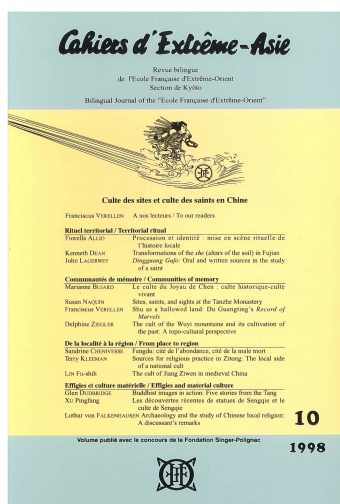 Cahiers d'Extrême-Asie
Revue bilingue
de l'Ecole Française d'Extrême-Orient
Section de Kyōto
Bilingual Journal of the "Ecole Française d'Extrême-Orient"
Culte des sites et culte des saints en Chine
Franciscus VERELLEN A nos lecteurs / To our readers
Rituel territorial / Territorial ritual
Fiorella ALLIO Procession et identité : mise en scène rituelle de
l'histoire locale
Kenneth DEAN Transformations of the she (altars of the soil) in Fujian
John LAGERWEY Dingguang Gufo: Oral and written sources in the study
of a saint
Communautés de mémoire / Communities of memory
Marianne BUJARD Le culte du Joyau de Chen : culte historique-culte
vivant
Susan NAQUIN Sites, saints, and sights at the Tanzhe Monastery
Franciscus VERELLEN Shu as a hallowed land: Du Guangting's Record of
Marvels
Delphine ZIEGLER The cult of the Wuyi mountains and its cultivation of
the past: A topo-cultural perspective
De la localité à la région / From place to region
Sandrine CHENIVESSE Fengdu: cité de l'abondance, cité de la male mort
Terry KLEEMAN Sources for religious practice in Zitong: The local side
of a national cult
LIN Fu-shih The cult of Jiang Ziwen in medieval China
Effigies et culture matérielle / Effigies and material culture
Glen DUDBRIDGE Buddhist images in action: Five stories from the Tang
XU Pingfang Les découvertes récentes de statues de Sengqie et le
culte de Sengqie
Lothar von FALKENHAUSEN Archaeology and the study of Chinese local religion:
A discussant's remarks
10
Volume publié avec le concours de la Fondation Singer-Polignac
1998